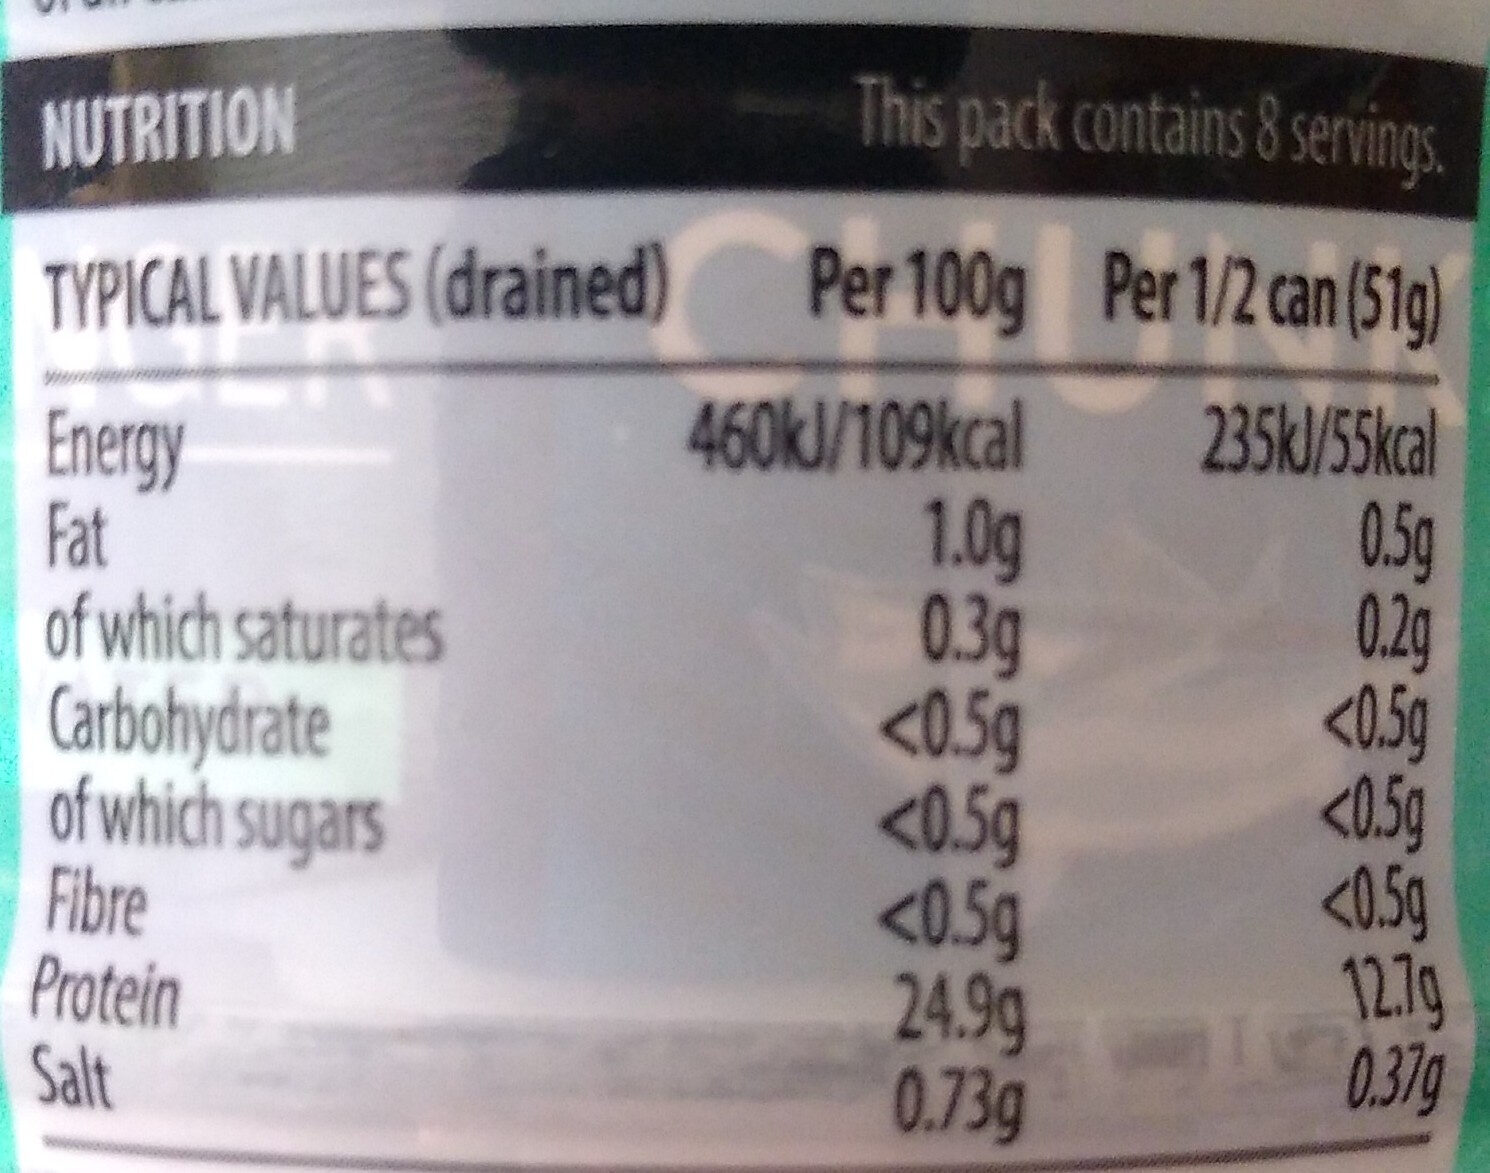 NUTRITION This pack contains 8 servings.
TYPICAL VALUES (drained) Per 100g Per 1/2 can (51g)
Energy 460kJ/109kcal 235kJ/55kcal
Fat 1.0g 0.5g
of which saturates 0.3g 0.2g
Carbohydrate <0.5g <0.5g
of which sugars <0.5g <0.5g
Fibre <0.5g <0.5g
Protein 24.9g 12.7g
Salt 0.73g 0.37g